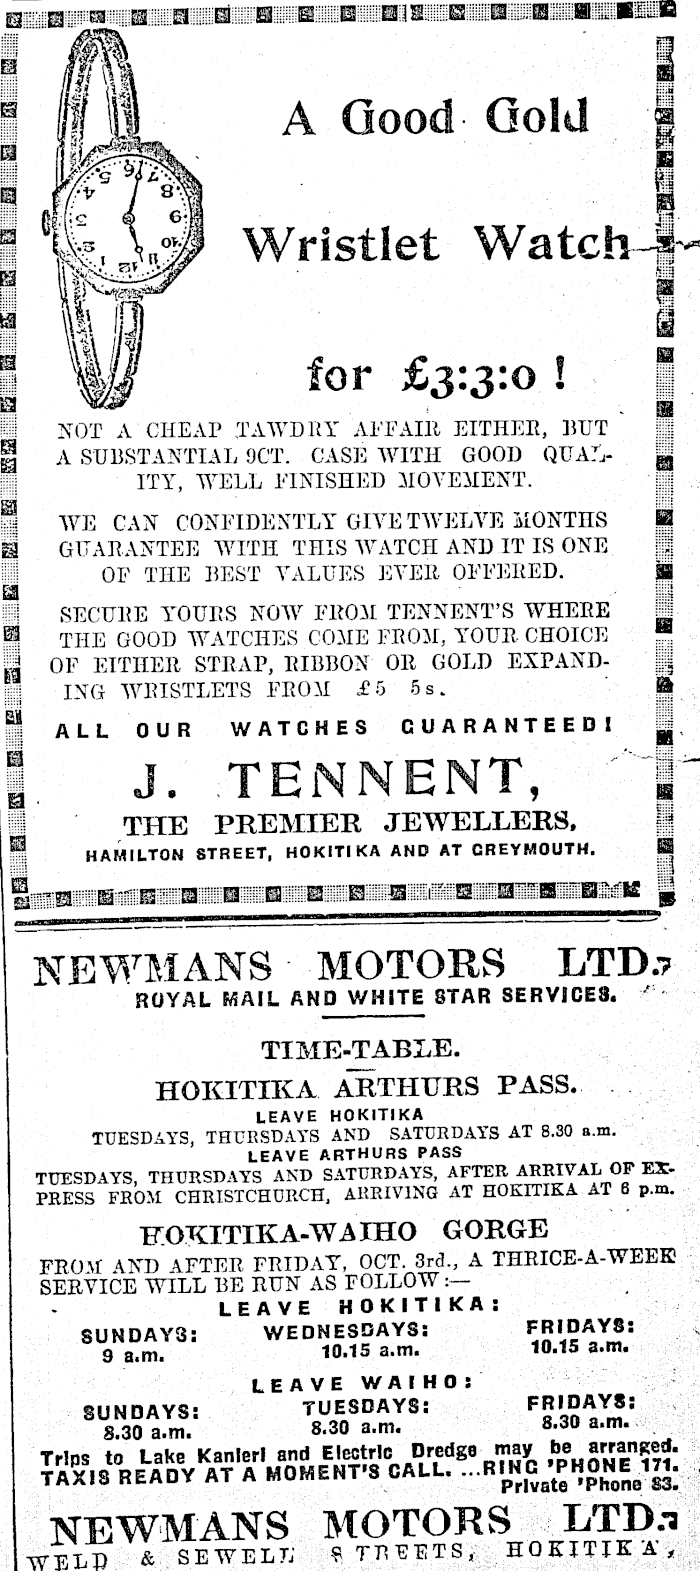 A Good Gold
Wristlet Watch
for £3:3:0 !
NOT A CHEAP TAWDRY AFFAIR EITHER, BUT
A SUBSTANTIAL 9CT. CASE WITH GOOD QUAL-
ITY, WELL FINISHED MOVEMENT.
WE CAN CONFIDENTLY GIVE TWELVE MONTHS
GUARANTEE WITH THIS WATCH AND IT IS ONE
OF THE BEST VALUES EVER OFFERED.
SECURE YOURS NOW FROM TENNENT'S WHERE
THE GOOD WATCHES COME FROM, YOUR CHOICE
OF EITHER STRAP, RIBBON OR GOLD EXPAND-
ING WRISTLETS FROM £5 5s.
ALL OUR WATCHES GUARANTEED!
J. TENNENT,
THE PREMIER JEWELLERS.
HAMILTON STREET, HOKITIKA AND AT GREYMOUTH.
NEWMANS MOTORS LTD.
ROYAL MAIL AND WHITE STAR SERVICES.
TIME-TABLE.
HOKITIKA ARTHURS PASS.
LEAVE HOKITIKA
TUESDAYS, THURSDAYS AND SATURDAYS AT 8.30 a.m.
LEAVE ARTHURS PASS
TUESDAYS, THURSDAYS AND SATURDAYS, AFTER ARRIVAL OF EX-
PRESS FROM CHRISTCHURCH, ARRIVING AT HOKITIKA AT 6 p.m.
HOKITIKA-WAIHO GORGE
FROM AND AFTER FRIDAY, OCT. 3rd., A THRICE-A-WEEK
SERVICE WILL BE RUN AS FOLLOW:—
LEAVE HOKITIKA:
SUNDAYS: WEDNESDAYS: FRIDAYS:
9 a.m. 10.15 a.m. 10.15 a.m.
LEAVE WAIHO:
SUNDAYS: TUESDAYS: FRIDAYS:
8.30 a.m. 8.30 a.m. 8.30 a.m.
Trips to Lake Kanieri and Electric Dredge may be arranged.
TAXIS READY AT A MOMENT'S CALL. ...RING 'PHONE 171.
Private 'Phone 83.
NEWMANS MOTORS LTD.
WELD & SEWELL STREETS, HOKITIKA,